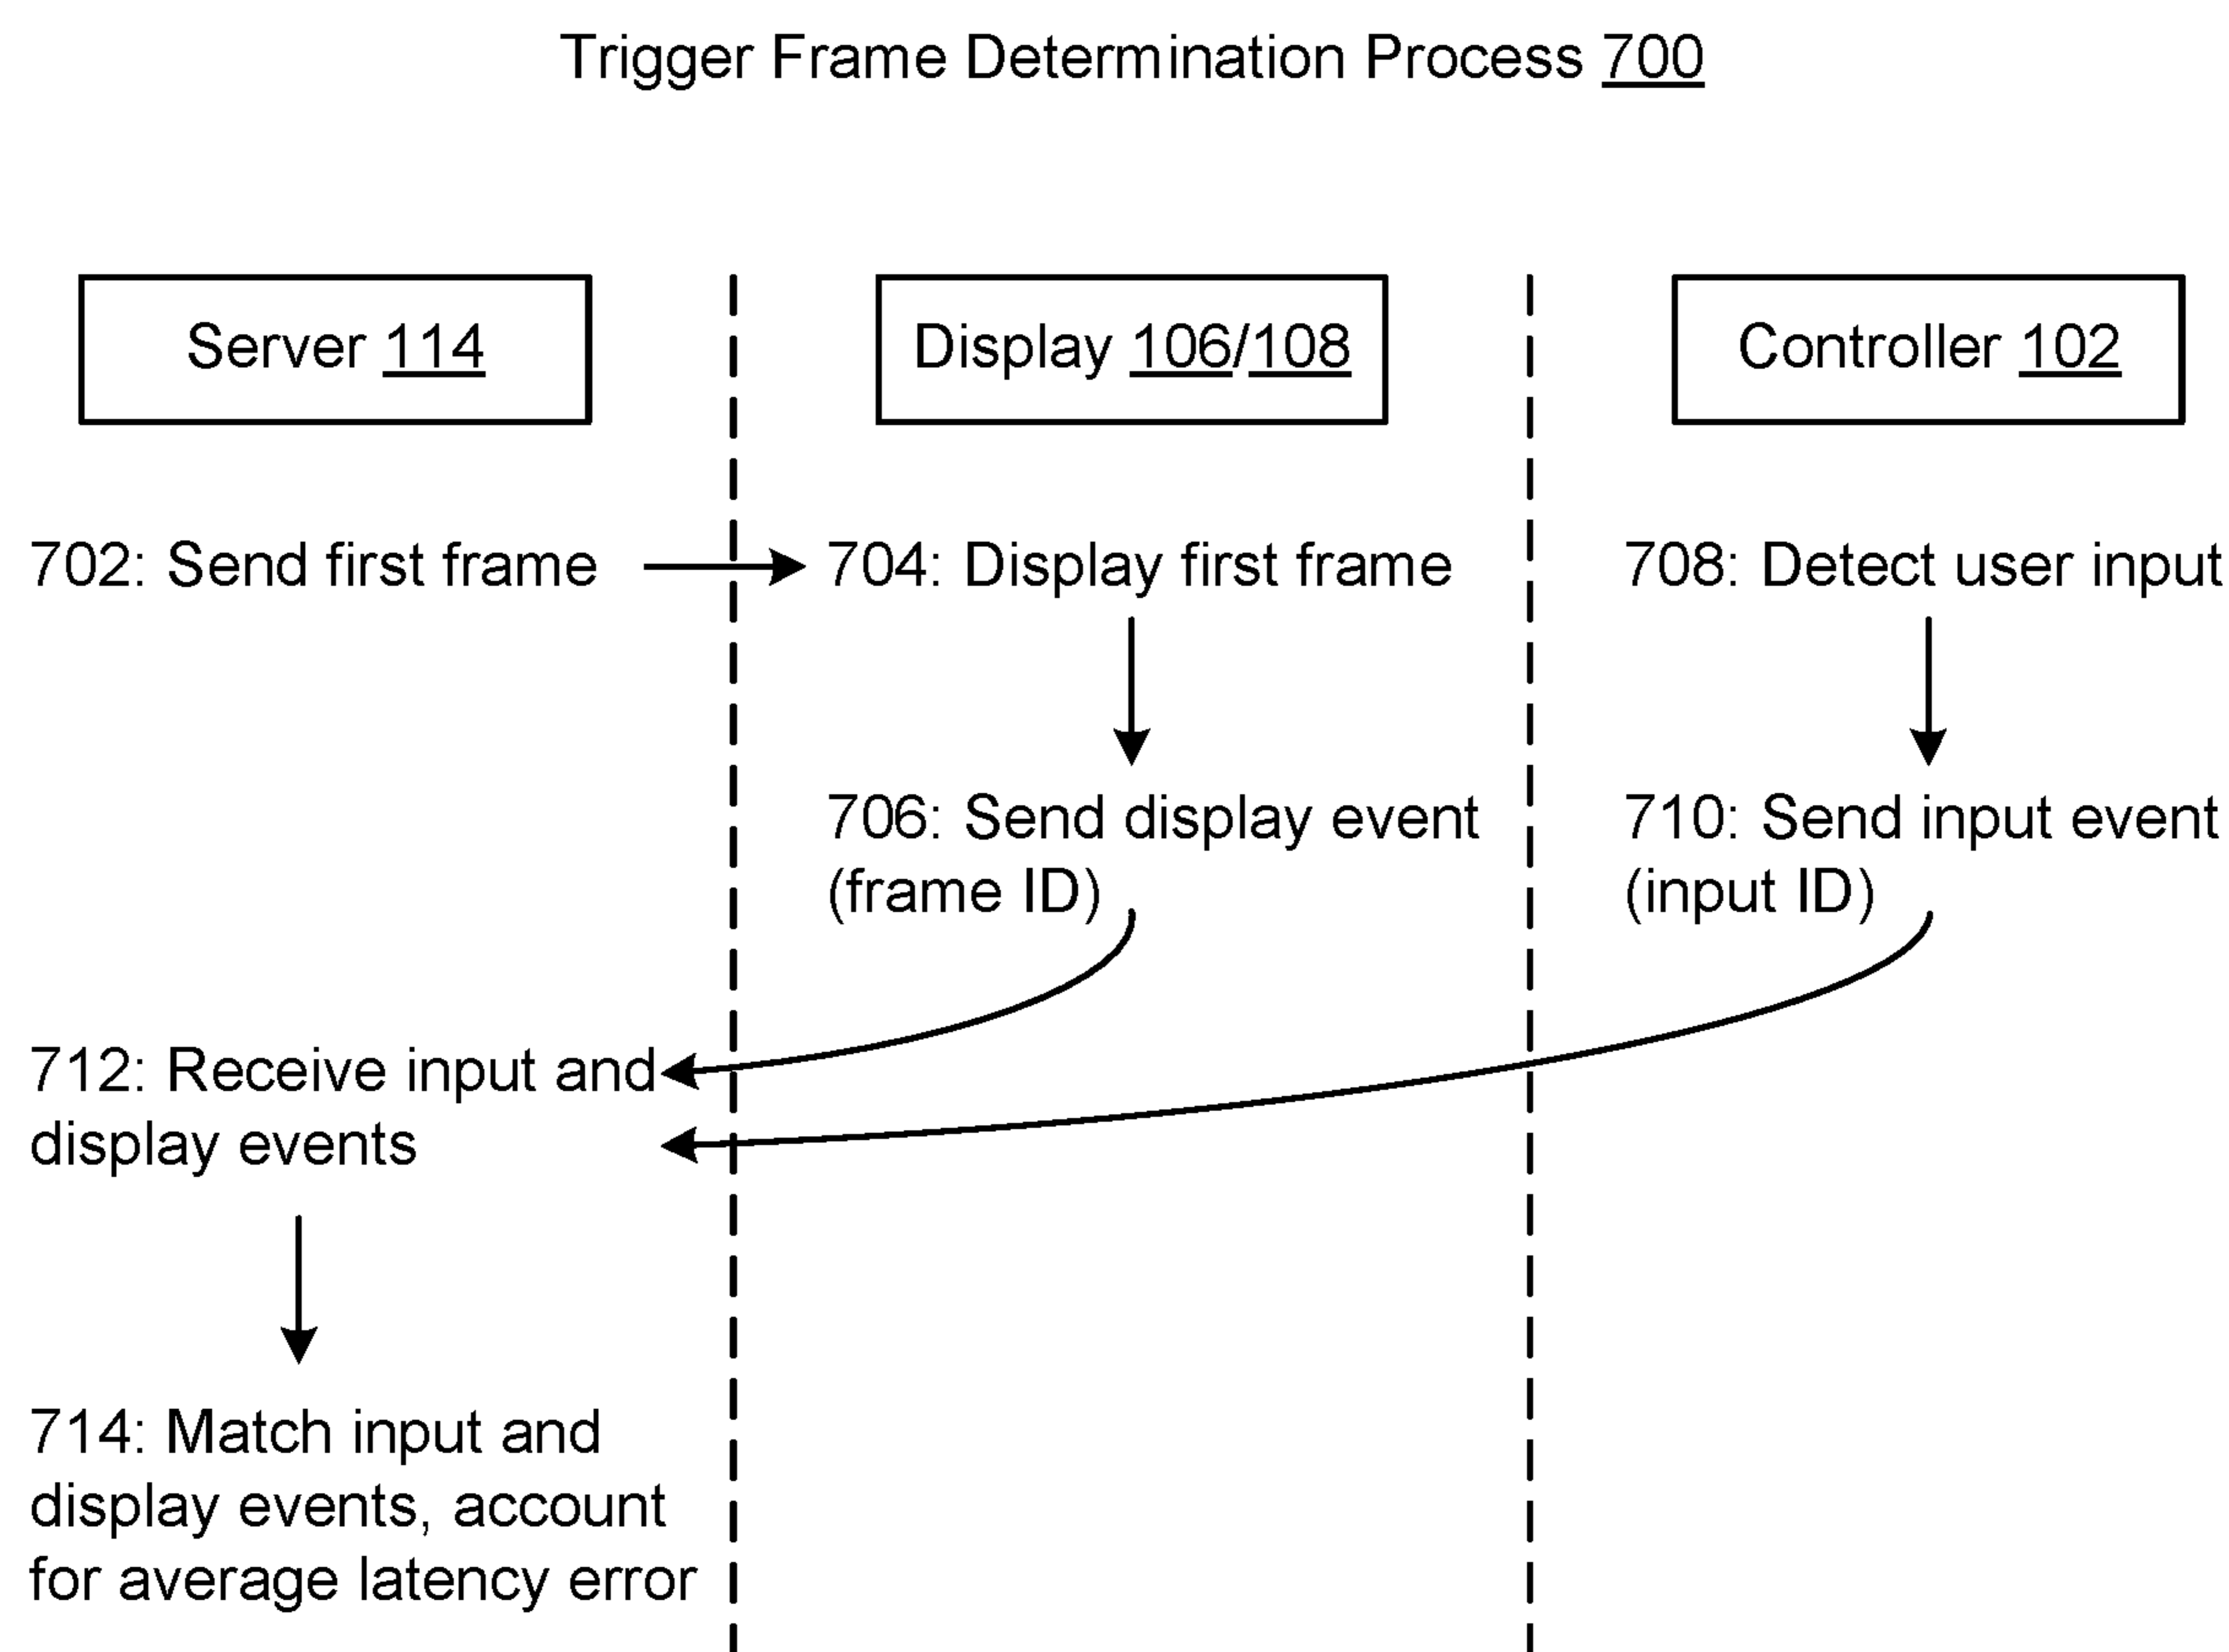 Trigger Frame Determination Process 700
Server 114
Display 106/108
Controller 102
702: Send first frame
704: Display first frame
708: Detect user input
706: Send display event
(frame ID)
710: Send input event
(input ID)
712: Receive input and
display events
714: Match input and
display events, account
for average latency error